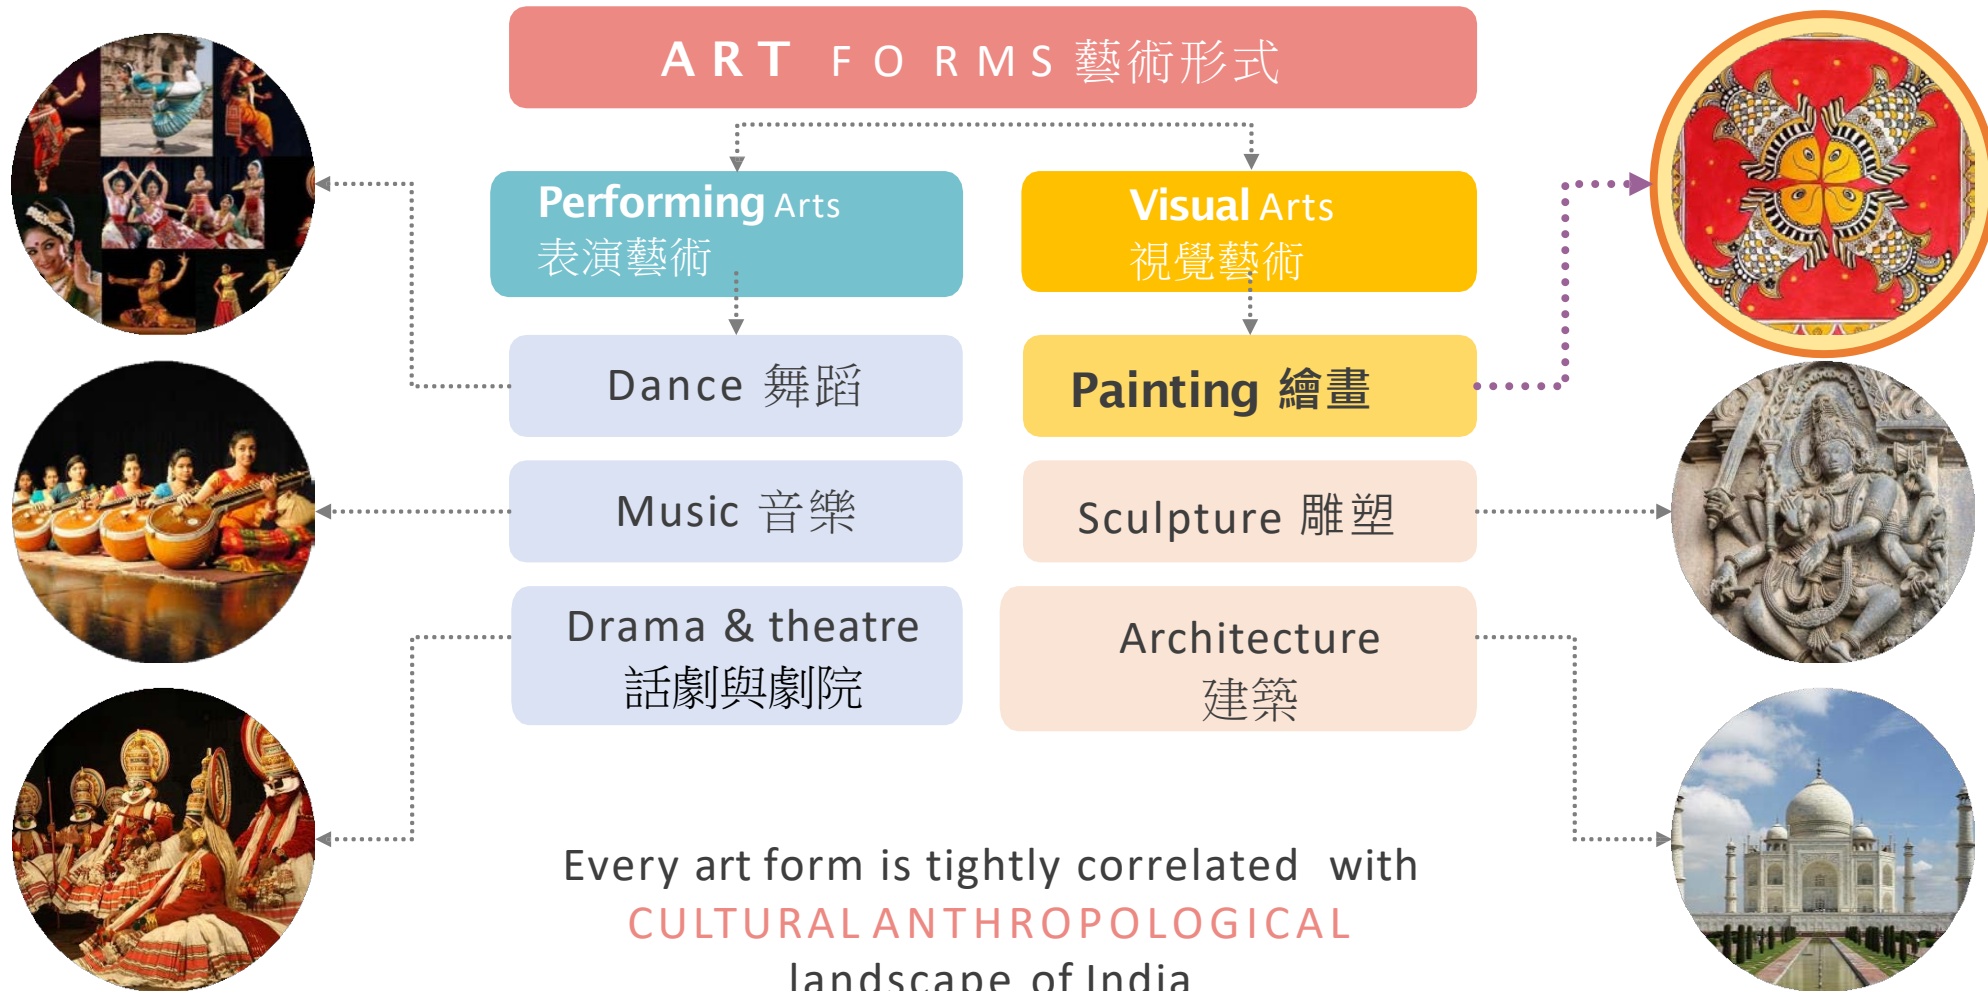 ART FORMS 藝術形式
Performing Arts
表演藝術
Visual Arts
視覺藝術
Dance 舞蹈
Painting 繪畫
Music 音樂
Sculpture 雕塑
Drama & theatre
話劇與劇院
Architecture
建築
Every art form is tightly correlated with
CULTURAL ANTHROPOLOGICAL
landscape of India